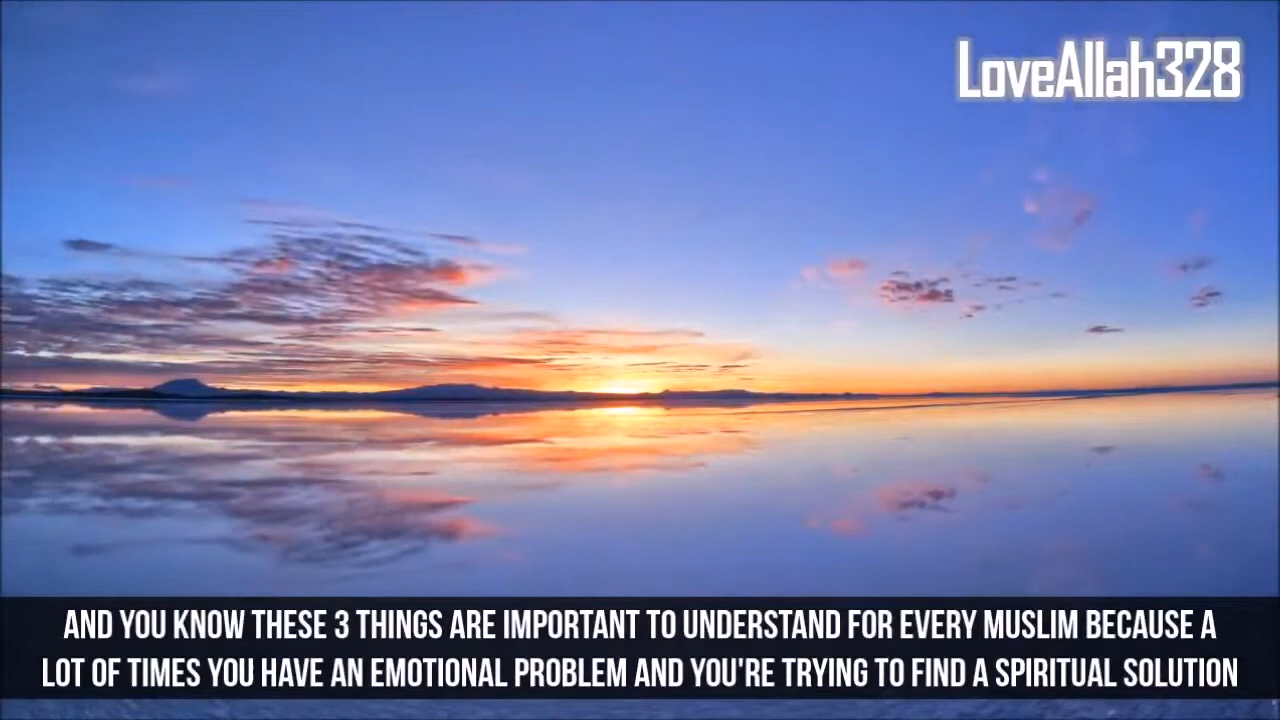 LoveAllah328
AND YOU KNOW THESE 3 THINGS ARE IMPORTANT TO UNDERSTAND FOR EVERY MUSLIM BECAUSE A
LOT OF TIMES YOU HAVE AN EMOTIONAL PROBLEM AND YOU'RE TRYING TO FIND A SPIRITUAL SOLUTION